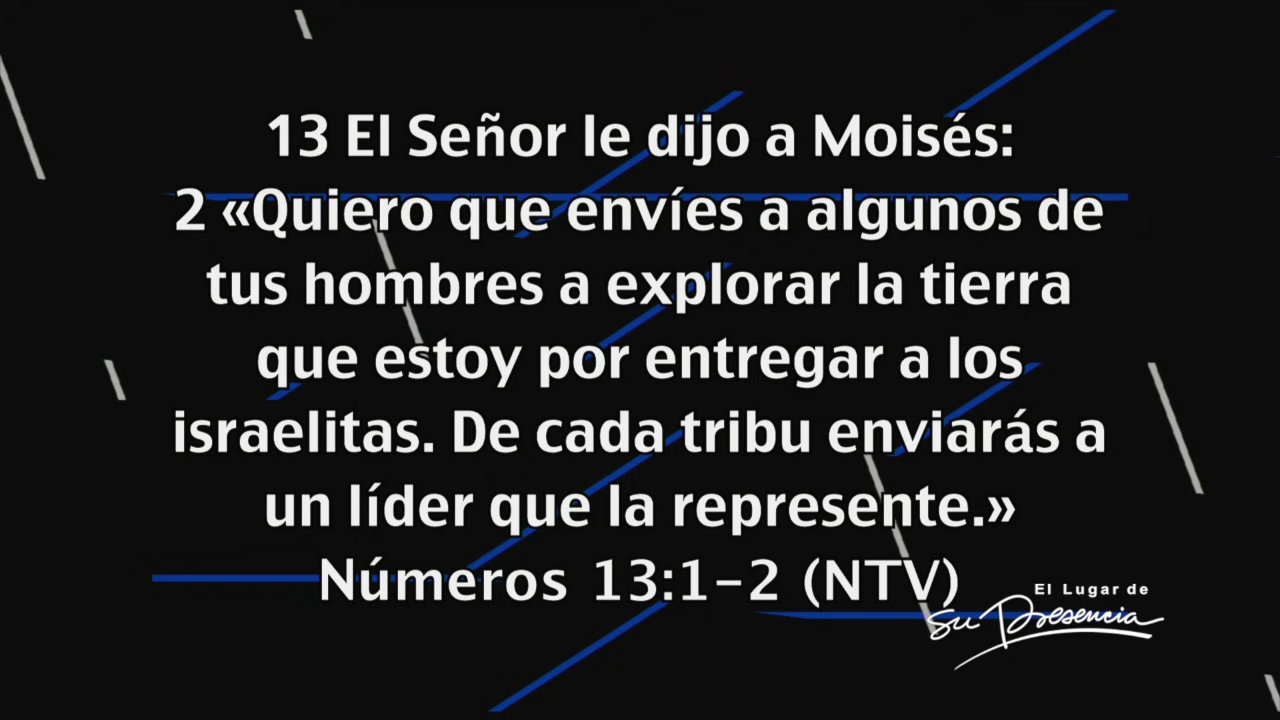 13 El Señor le dijo a Moisés:
2 «Quiero que envíes a algunos de
tus hombres a explorar la tierra
que estoy por entregar a los
israelitas. De cada tribu enviarás a
un líder que la represente.»
Números 13:1-2 (NTV)
El Lugar de
Su Presencia